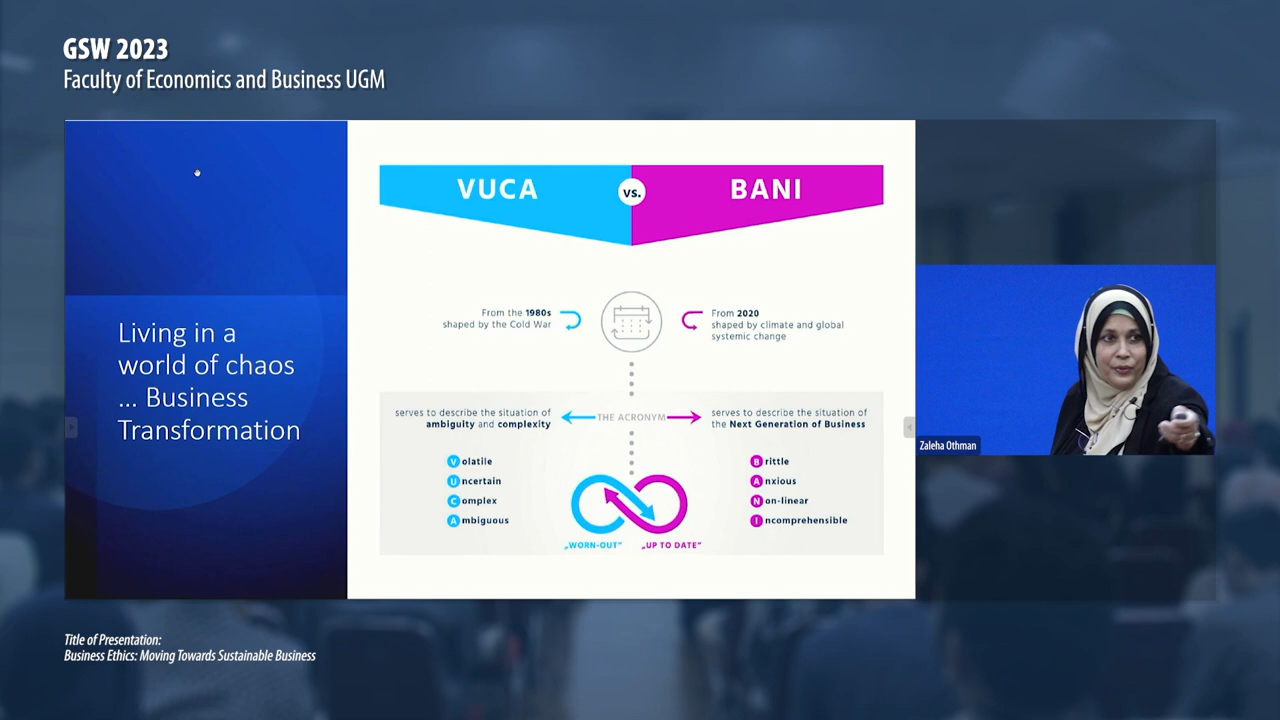 GSW 2023
Faculty of Economics and Business UGM
Living in a
world of chaos
... Business
Transformation
VUCA
vs.
BANI
From the 1980s
shaped by the Cold War
From 2020
shaped by climate and global
systemic change
serves to describe the situation of
ambiguity and complexity
THE ACRONYM
serves to describe the situation of
the Next Generation of Business
Volatile
Uncertain
Complex
Ambiguous
Brittle
Anxious
Non-linear
Incomprehensible
„WORN-OUT"
„UP TO DATE"
Zaleha Othman
Title of Presentation:
Business Ethics: Moving Towards Sustainable Business